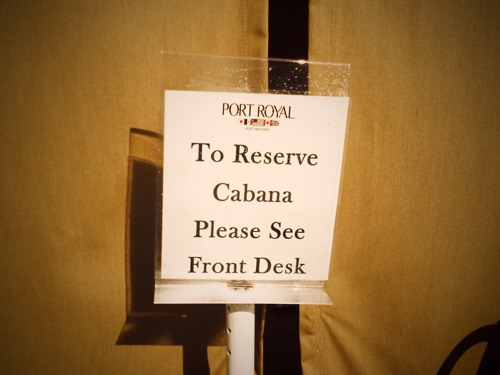 PORT ROYAL
To Reserve
Cabana
Please See
Front Desk